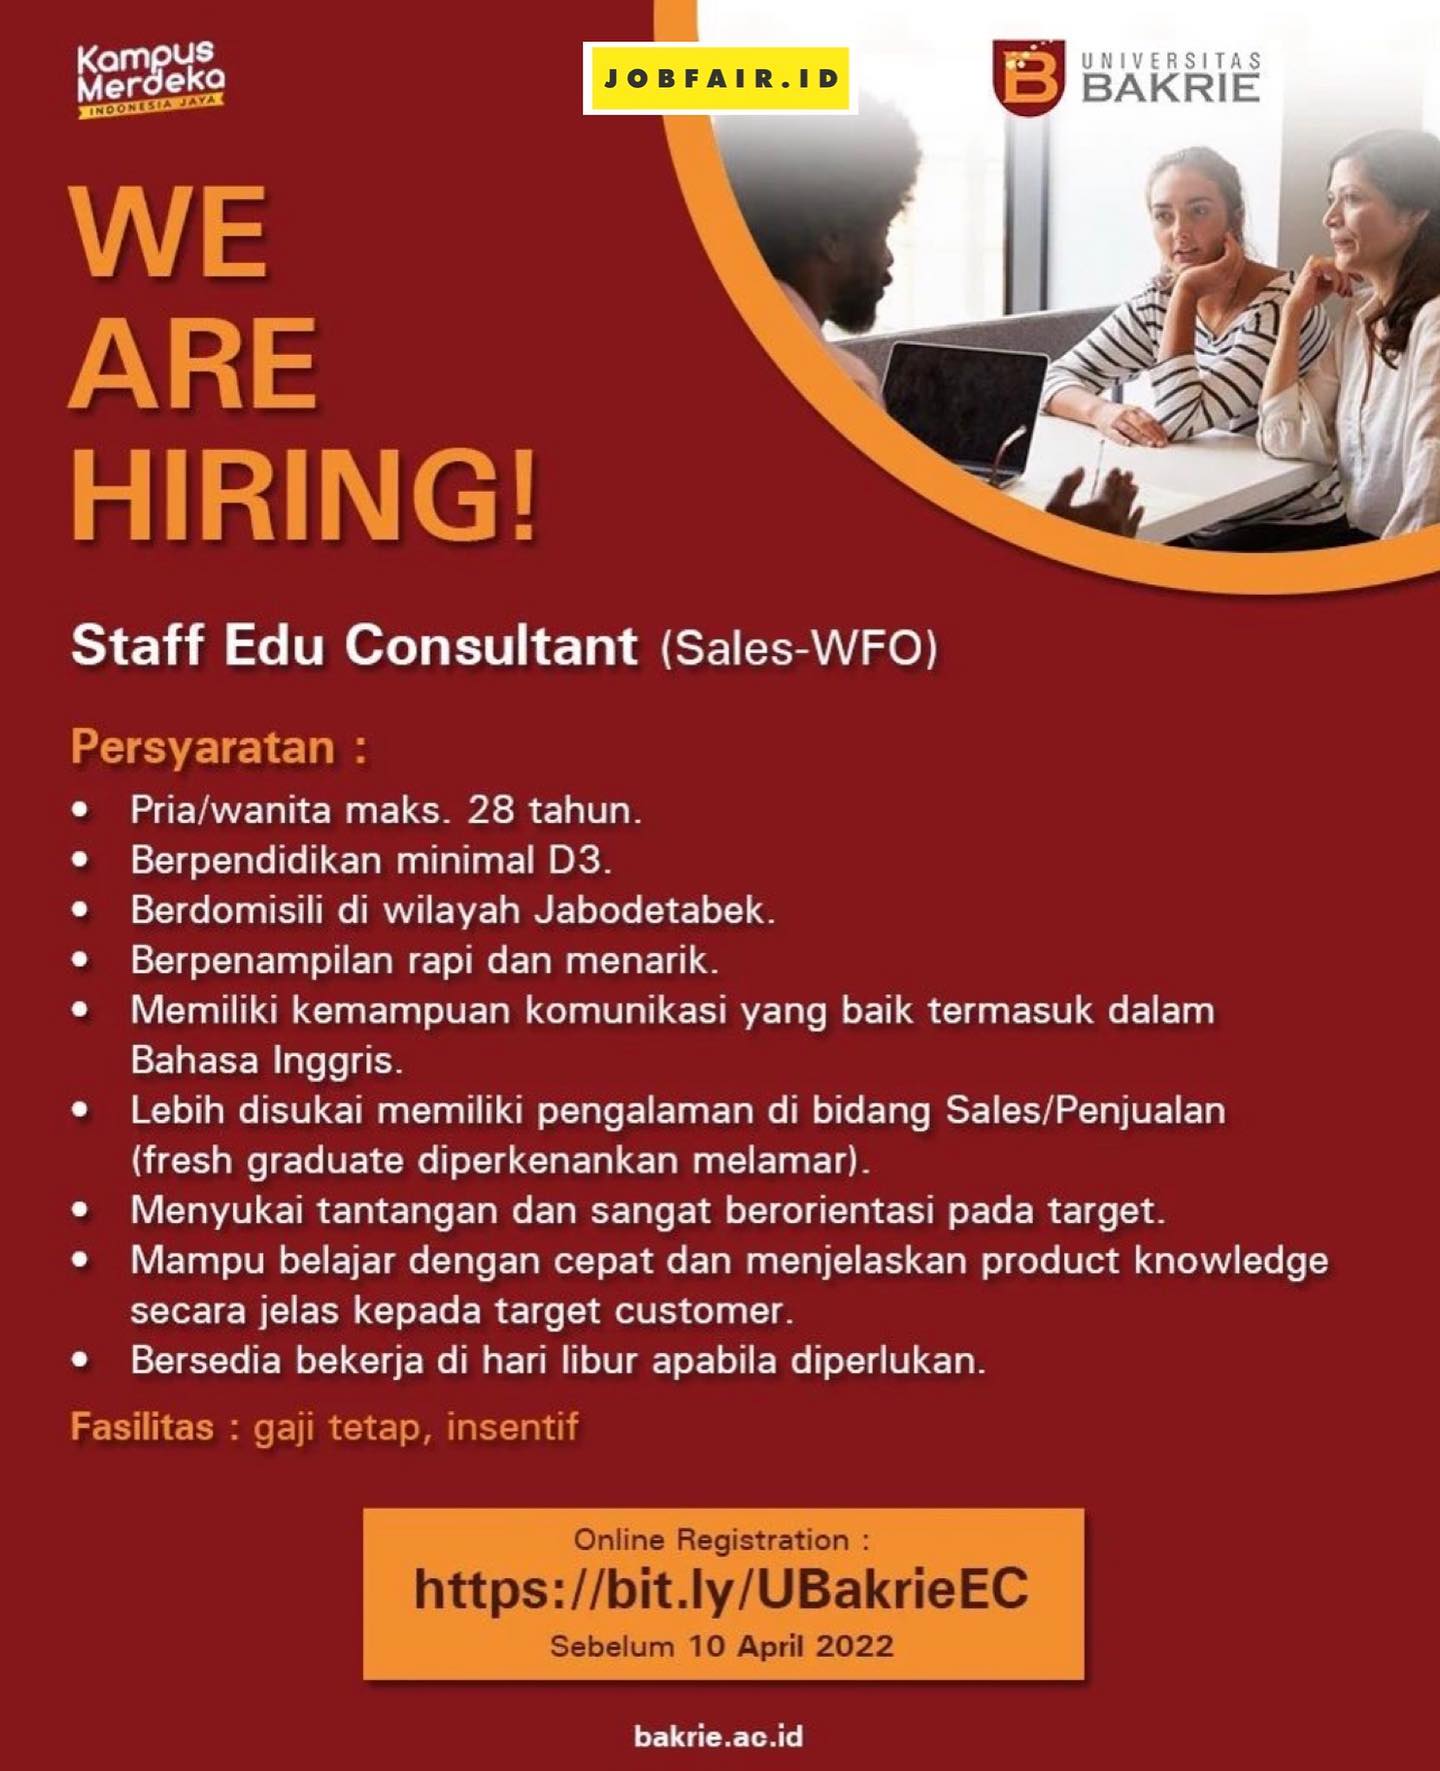 Kampus
Merdeka
INDONESIA JAYA
JOBFAIR.ID
UNIVERSITAS
BAKRIE
WE
ARE
HIRING!
Staff Edu Consultant (Sales-WFO)
Persyaratan :
• Pria/wanita maks. 28 tahun.
• Berpendidikan minimal D3.
• Berdomisili di wilayah Jabodetabek.
• Berpenampilan rapi dan menarik.
• Memiliki kemampuan komunikasi yang baik termasuk dalam
Bahasa Inggris.
• Lebih disukai memiliki pengalaman di bidang Sales/Penjualan
(fresh graduate diperkenankan melamar).
• Menyukai tantangan dan sangat berorientasi pada target.
• Mampu belajar dengan cepat dan menjelaskan product knowledge
secara jelas kepada target customer.
• Bersedia bekerja di hari libur apabila diperlukan.
Fasilitas : gaji tetap, insentif
Online Registration :
https://bit.ly/UBakrieEC
Sebelum 10 April 2022
bakrie.ac.id